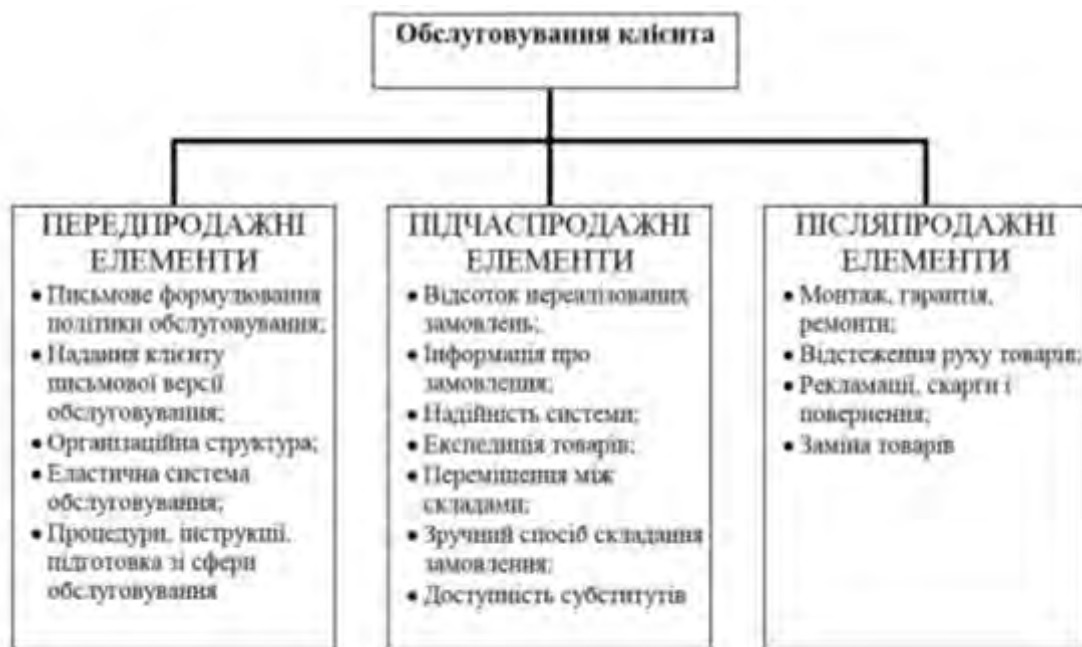 Обслуговування клієнта
ПЕРЕДПРОДАЖНІ
ЕЛЕМЕНТИ
• Письмове формулювання
політики обслуговування;
• Надання клієнту
письмової версії
обслуговування;
• Організаційна структура;
• Еластична система
обслуговування;
• Процедури, інструкції,
підготовка зі сфери
обслуговування
ПІДЧАСПРОДАЖНІ
ЕЛЕМЕНТИ
• Відсоток нереалізованих
замовлень;
• Інформація про
замовлення;
• Надійність системи;
• Експедиція товарів;
• Переміщення між
складами;
• Зручний спосіб складання
замовлення;
• Доступність субститутів
ПІСЛЯПРОДАЖНІ
ЕЛЕМЕНТИ
• Монтаж, гарантія,
ремонти;
• Відстеження руху товарів;
• Рекламації, скарги і
повернення;
• Заміна товарів